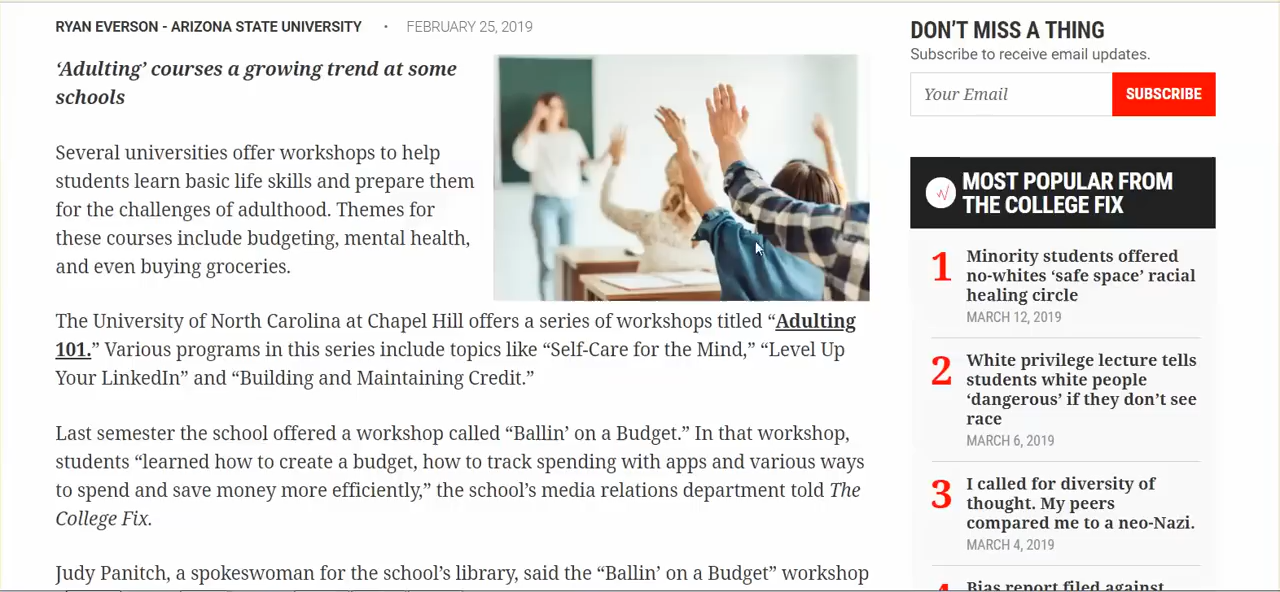 RYAN EVERSON - ARIZONA STATE UNIVERSITY • FEBRUARY 25, 2019
‘Adulting’ courses a growing trend at some
schools
Several universities offer workshops to help
students learn basic life skills and prepare them
for the challenges of adulthood. Themes for
these courses include budgeting, mental health,
and even buying groceries.
The University of North Carolina at Chapel Hill offers a series of workshops titled “Adulting
101.” Various programs in this series include topics like “Self-Care for the Mind,” “Level Up
Your LinkedIn” and “Building and Maintaining Credit.”
Last semester the school offered a workshop called “Ballin’ on a Budget.” In that workshop,
students “learned how to create a budget, how to track spending with apps and various ways
to spend and save money more efficiently,” the school’s media relations department told The
College Fix.
Judy Panitch, a spokeswoman for the school’s library, said the “Ballin’ on a Budget” workshop
DON’T MISS A THING
Subscribe to receive email updates.
Your Email
SUBSCRIBE
MOST POPULAR FROM
THE COLLEGE FIX
1 Minority students offered
no-whites ‘safe space’ racial
healing circle
MARCH 12, 2019
2 White privilege lecture tells
students white people
‘dangerous’ if they don’t see
race
MARCH 6, 2019
3 I called for diversity of
thought. My peers
compared me to a neo-Nazi.
MARCH 4, 2019
4 Bias report filed against